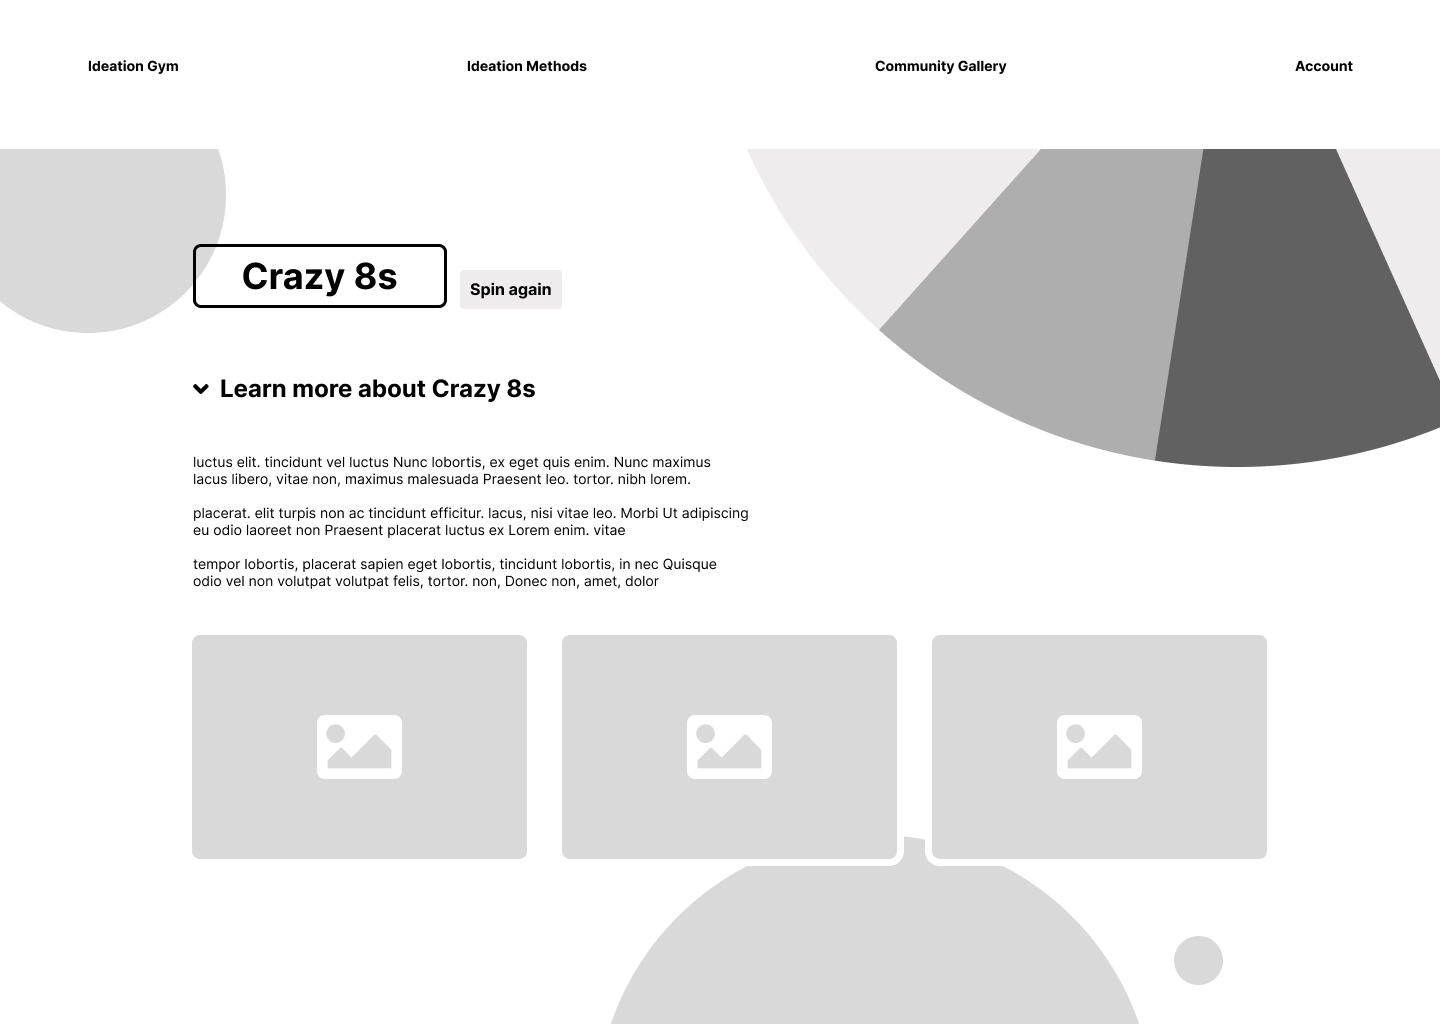 Ideation Gym
Ideation Methods
Community Gallery
Account
Crazy 8s
Spin again
Learn more about Crazy 8s
luctus elit. tincidunt vel luctus Nunc lobortis, ex eget quis enim. Nunc maximus
lacus libero, vitae non, maximus malesuada Praesent leo. tortor. nibh lorem.
placerat. elit turpis non ac tincidunt efficitur. lacus, nisi vitae leo. Morbi Ut adipiscing
eu odio laoreet non Praesent placerat luctus ex Lorem enim. vitae
tempor lobortis, placerat sapien eget lobortis, tincidunt lobortis, in nec Quisque
odio vel non volutpat volutpat felis, tortor. non, Donec non, amet, dolor